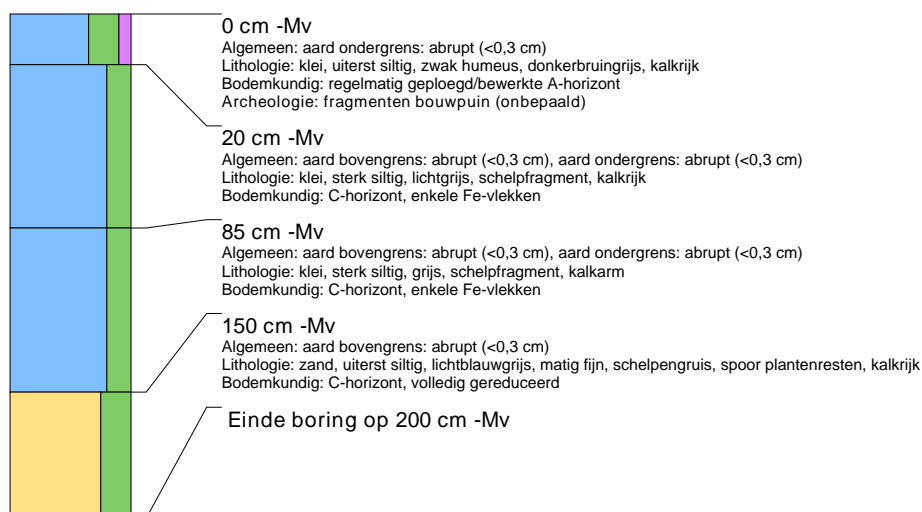 0 cm -Mv
Algemeen: aard ondergrens: abrupt (<0,3 cm)
Lithologie: klei, uiterst siltig, zwak humeus, donkerbruingrijs, kalkrijk
Bodemkundig: regelmatig geploegd/bewerkte A-horizont
Archeologie: fragmenten bouwpuin (onbepaald)
20 cm -Mv
Algemeen: aard bovengrens: abrupt (<0,3 cm), aard ondergrens: abrupt (<0,3 cm)
Lithologie: klei, sterk siltig, lichtgrijs, schelpfragment, kalkrijk
Bodemkundig: C-horizont, enkele Fe-vlekken
85 cm -Mv
Algemeen: aard bovengrens: abrupt (<0,3 cm), aard ondergrens: abrupt (<0,3 cm)
Lithologie: klei, sterk siltig, grijs, schelpfragment, kalkarm
Bodemkundig: C-horizont, enkele Fe-vlekken
150 cm -Mv
Algemeen: aard bovengrens: abrupt (<0,3 cm)
Lithologie: zand, uiterst siltig, lichtblauwgrijs, matig fijn, schelpengruis, spoor plantenresten, kalkrijk
Bodemkundig: C-horizont, volledig gereduceerd
Einde boring op 200 cm -Mv